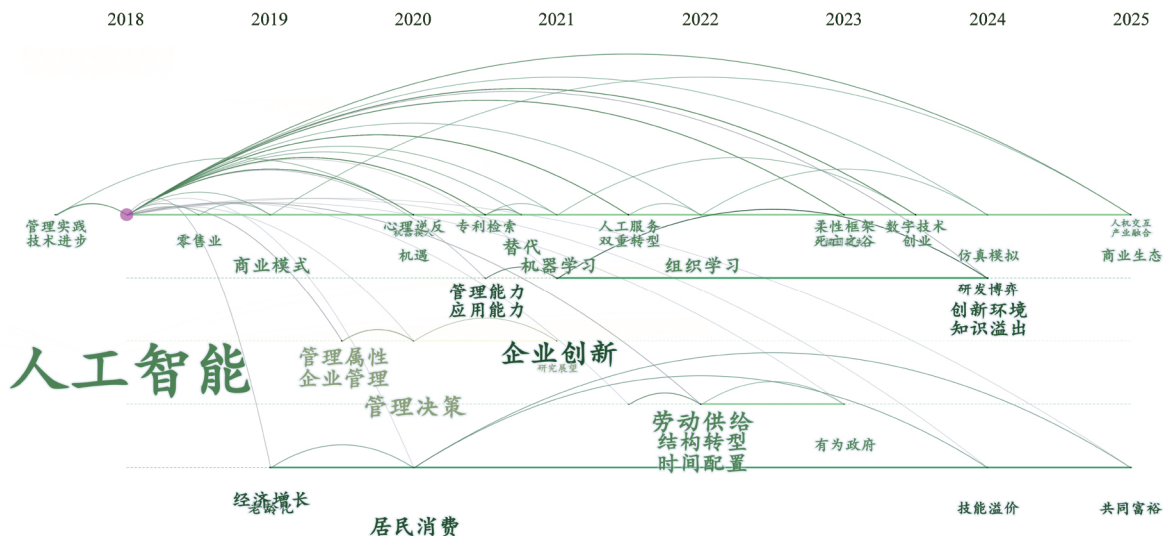 2018 2019 2020 2021 2022 2023 2024 2025
管理实践
技术进步
零售业
商业模式
心理逆反
机遇
专利检索
替代
机器学习
人工服务
双重转型
组织学习
柔性框架
死亡之谷
数字技术
创业
仿真模拟
人机交互
产业融合
商业生态
管理能力
应用能力
研发博弈
创新环境
知识溢出
人工智能
管理属性
企业管理
管理决策
企业创新
研究展望
劳动供给
结构转型
时间配置
有为政府
经济增长
老龄化
居民消费
技能溢价
共同富裕